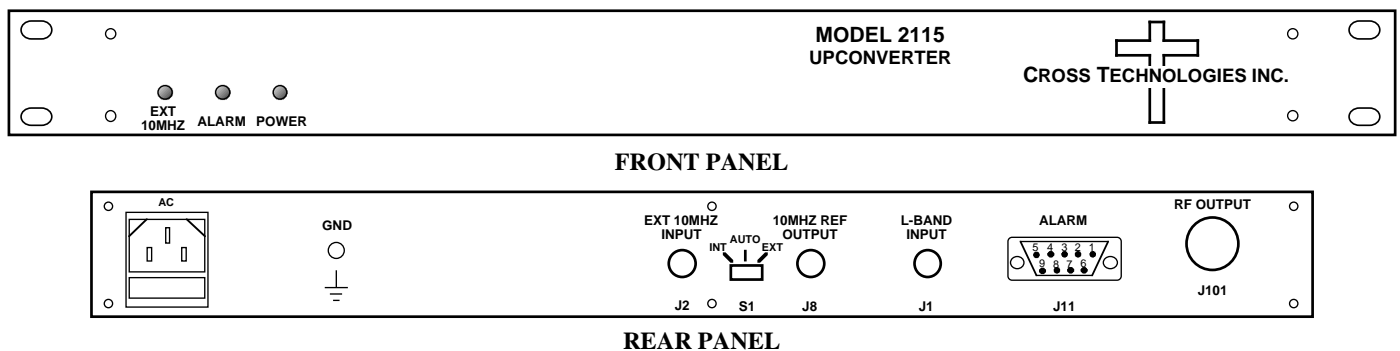 MODEL 2115
UPCONVERTER
CROSS TECHNOLOGIES INC.
EXT
10MHZ
ALARM
POWER
FRONT PANEL
AC
GND
EXT 10MHZ
INPUT
INT
AUTO
EXT
10MHZ REF
OUTPUT
L-BAND
INPUT
ALARM
5 4 3 2 1
9 8 7 6
RF OUTPUT
J2
S1
J8
J1
J11
J101
REAR PANEL